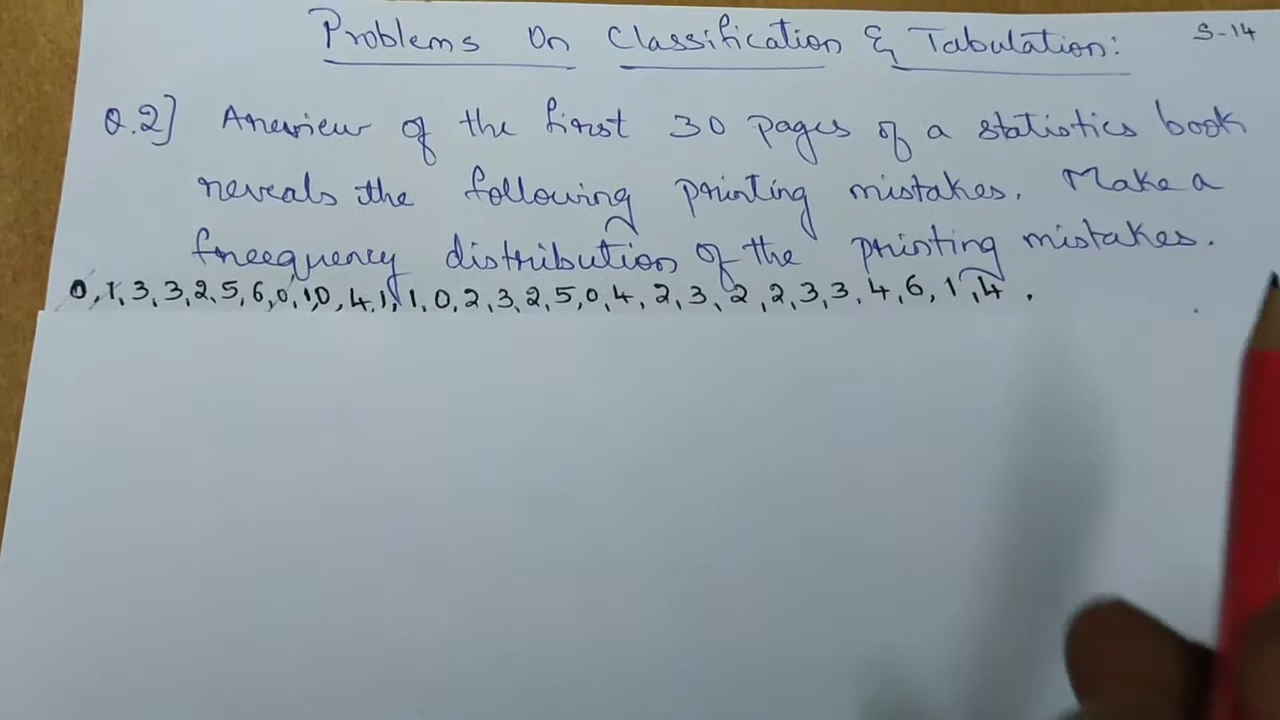 Problems On Classification & Tabulation: S-14
Q.2] A review of the first 30 pages of a statistics book
reveals the following printing mistakes. Make a
freequency distribution of the printing mistakes.
0, 1, 3, 3, 2, 5, 6, 0, 1, 0, 4, 1, 1, 0, 2, 3, 2, 5, 0, 4, 2, 3, 2, 2, 3, 3, 4, 6, 1, 4.